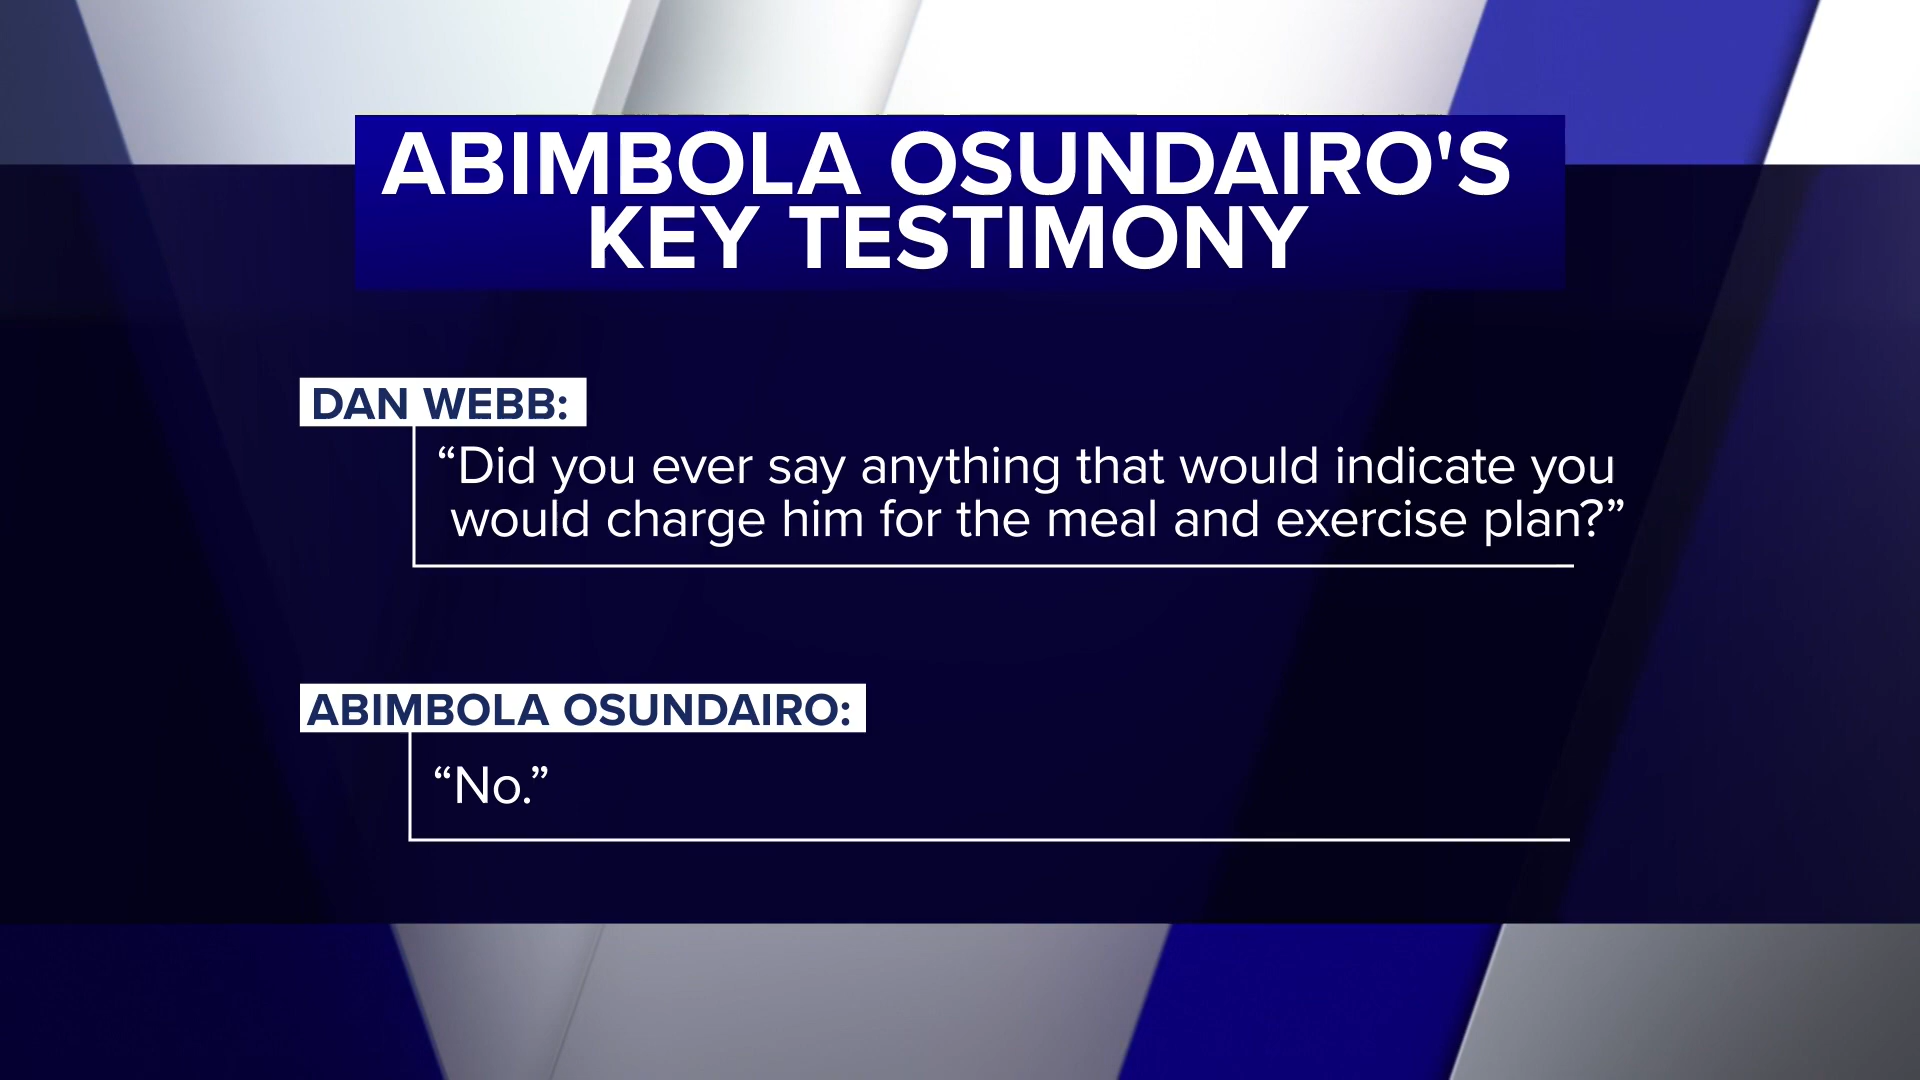 ABIMBOLA OSUNDAIRO'S
KEY TESTIMONY
DAN WEBB:
“Did you ever say anything that would indicate you
would charge him for the meal and exercise plan?”
ABIMBOLA OSUNDAIRO:
“No.”